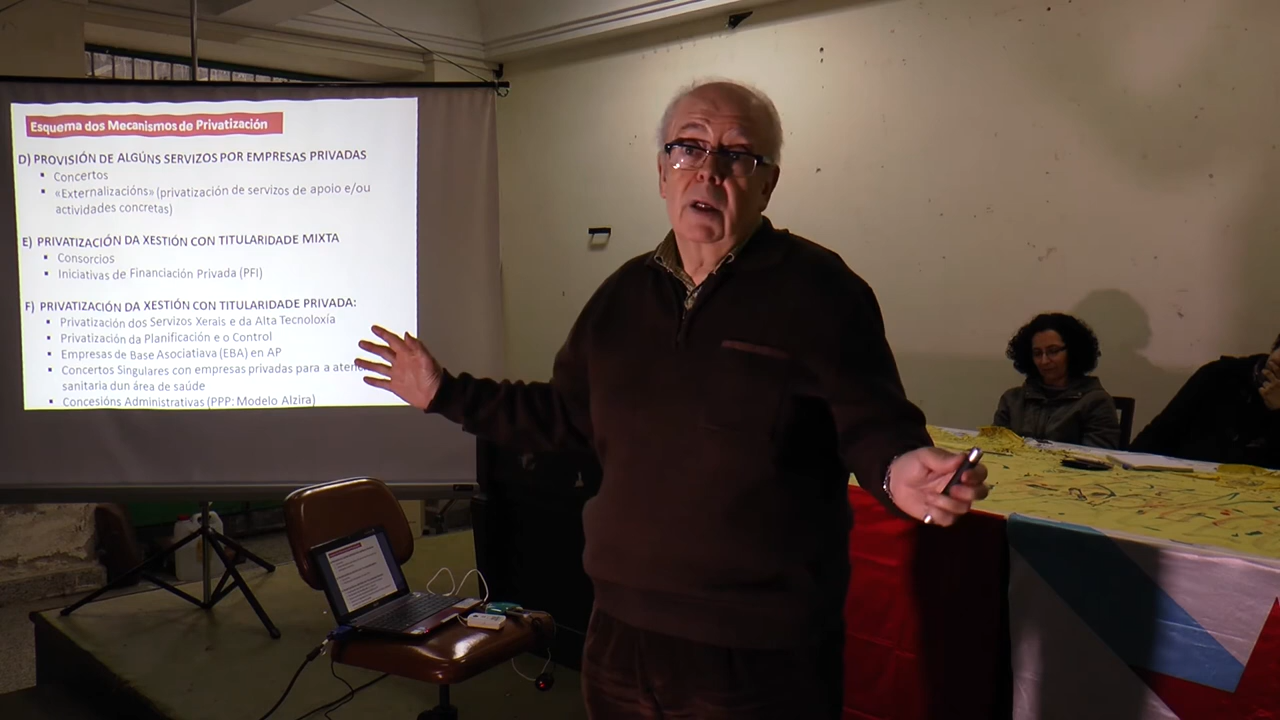 Esquema dos Mecanismos de Privatización
D) PROVISIÓN DE ALGÚNS SERVIZOS POR EMPRESAS PRIVADAS
▪ Concertos
▪ «Externalizacións» (privatización de servizos de apoio e/ou
actividades concretas)
E) PRIVATIZACIÓN DA XESTIÓN CON TITULARIDADE MIXTA
▪ Consorcios
▪ Iniciativas de Financiación Privada (PFI)
F) PRIVATIZACIÓN DA XESTIÓN CON TITULARIDADE PRIVADA:
▪ Privatización dos Servizos Xerais e da Alta Tecnoloxía
▪ Privatización da Planificación e o Control
▪ Empresas de Base Asociatiava (EBA) en AP
▪ Concertos Singulares con empresas privadas para a
sanitaria dun área de saúde
▪ Concesións Administrativas (PPP: Modelo Alzira)